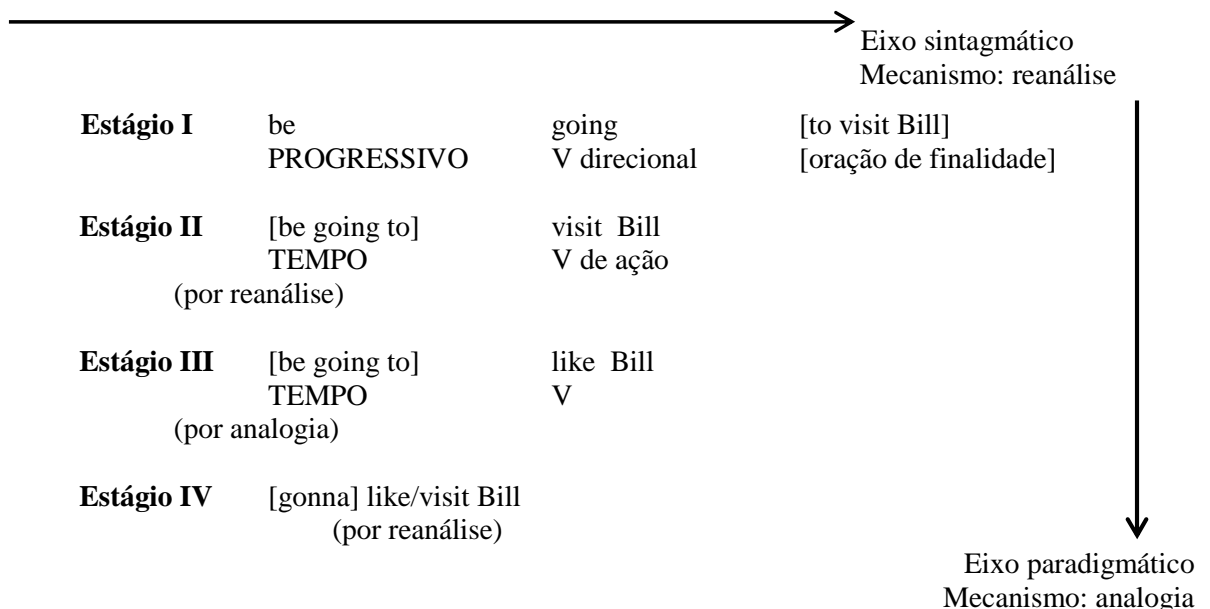 Eixo sintagmático
Mecanismo: reanálise
Estágio I be going [to visit Bill]
PROGRESSIVO V direcional [oração de finalidade]
Estágio II [be going to] visit Bill
TEMPO V de ação
(por reanálise)
Estágio III [be going to] like Bill
TEMPO V
(por analogia)
Estágio IV [gonna] like/visit Bill
(por reanálise)
Eixo paradigmático
Mecanismo: analogia